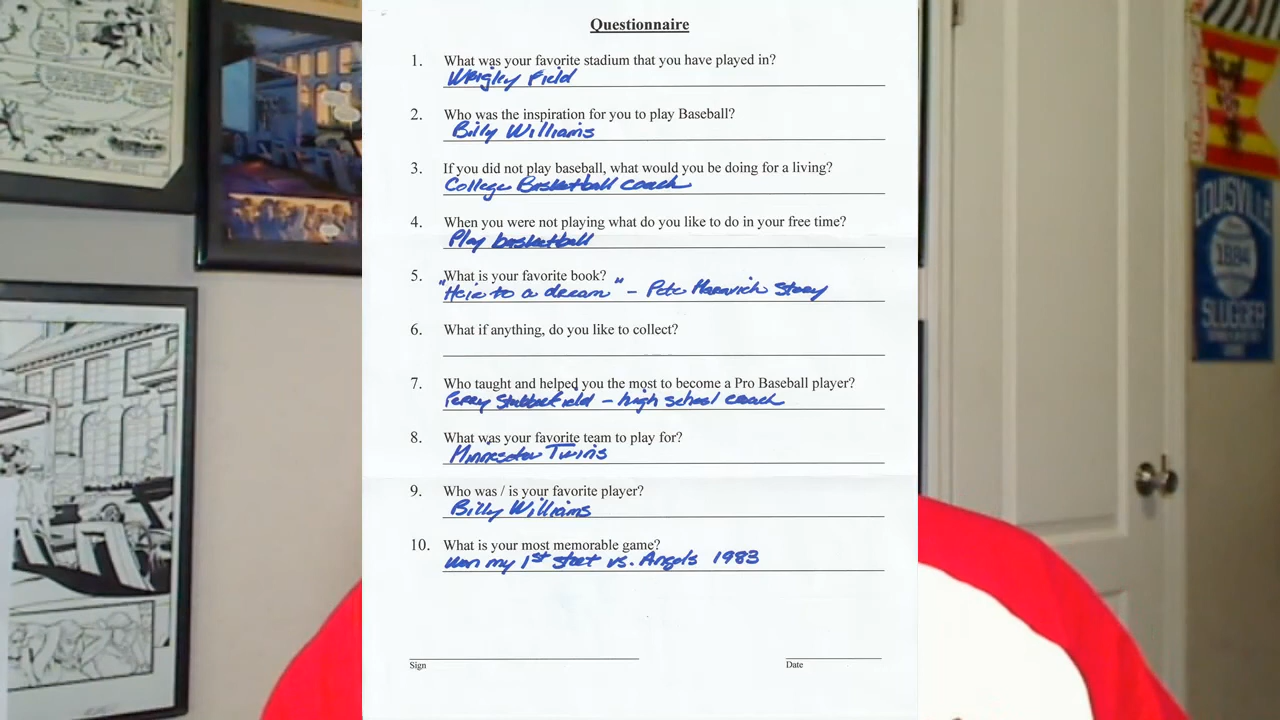 Questionnaire
1. What was your favorite stadium that you have played in?
Wrigley Field
2. Who was the inspiration for you to play Baseball?
Billy Williams
3. If you did not play baseball, what would you be doing for a living?
College Basketball coach
4. When you were not playing what do you like to do in your free time?
Play basketball
5. What is your favorite book?
"Heir to a dream" - Pete Maravich Story
6. What if anything, do you like to collect?
7. Who taught and helped you the most to become a Pro Baseball player?
Perry Stubblefield - high school coach
8. What was your favorite team to play for?
Minnesota Twins
9. Who was / is your favorite player?
Billy Williams
10. What is your most memorable game?
won my 1st start vs. Angels 1983
Sign
Date
LOUISVILLE
1884
SLUGGER